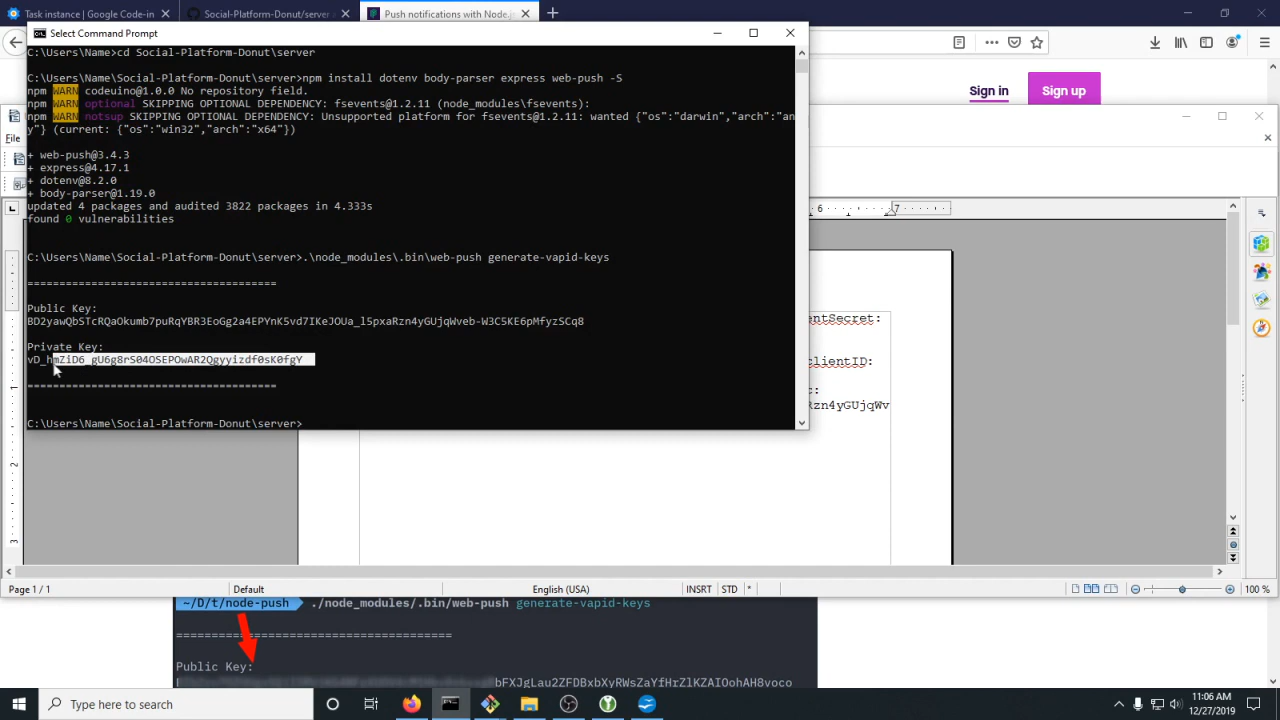 Task instance | Google Code-in
Social-Platform-Donut/server a
Push notifications with Node.js
Select Command Prompt
C:\Users\Name>cd Social-Platform-Donut\server
C:\Users\Name\Social-Platform-Donut\server>npm install dotenv body-parser express web-push -S
npm WARN codeuino@1.0.0 No repository field.
npm WARN optional SKIPPING OPTIONAL DEPENDENCY: fsevents@1.2.11 (node_modules\fsevents):
npm WARN notsup SKIPPING OPTIONAL DEPENDENCY: Unsupported platform for fsevents@1.2.11: wanted {"os":"darwin","arch":"an
y"} (current: {"os":"win32","arch":"x64"})
+ web-push@3.4.3
+ express@4.17.1
+ dotenv@8.2.0
+ body-parser@1.19.0
updated 4 packages and audited 3822 packages in 4.333s
found 0 vulnerabilities
C:\Users\Name\Social-Platform-Donut\server>.\node_modules\.bin\web-push generate-vapid-keys
=======================================
Public Key:
BD2yawQbSTcRQaOkumb7puRqYBR3EoGg2a4EPYnK5vd7IKeJOUa_l5pxaRzn4yGUjqWveb-W3C5KE6pMfyzSCq8
Private Key:
vD_hmZiD6_gU6g8rS04OSEPOwAR2Qgyyizdf0sK0fgY
=======================================
C:\Users\Name\Social-Platform-Donut\server>
Sign in
Sign up
File
6
7
entSecret:
clientID:
t:
Rzn4yGUjqWv
1
2
3
Page 1 / 1
Default
English (USA)
INSRT
STD
*
100 %
~/D/t/node-push ./node_modules/.bin/web-push generate-vapid-keys
=======================================
Public Key:
bFXJgLau2ZFDBxbXyRWsZaYfHrZlKZAIOohAH8voco
Type here to search
11:06 AM
12/27/2019